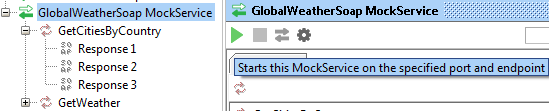 GlobalWeatherSoap MockService
GetCitiesByCountry
Response 1
Response 2
Response 3
GetWeather
GlobalWeatherSoap MockService
Starts this MockService on the specified port and endpoint